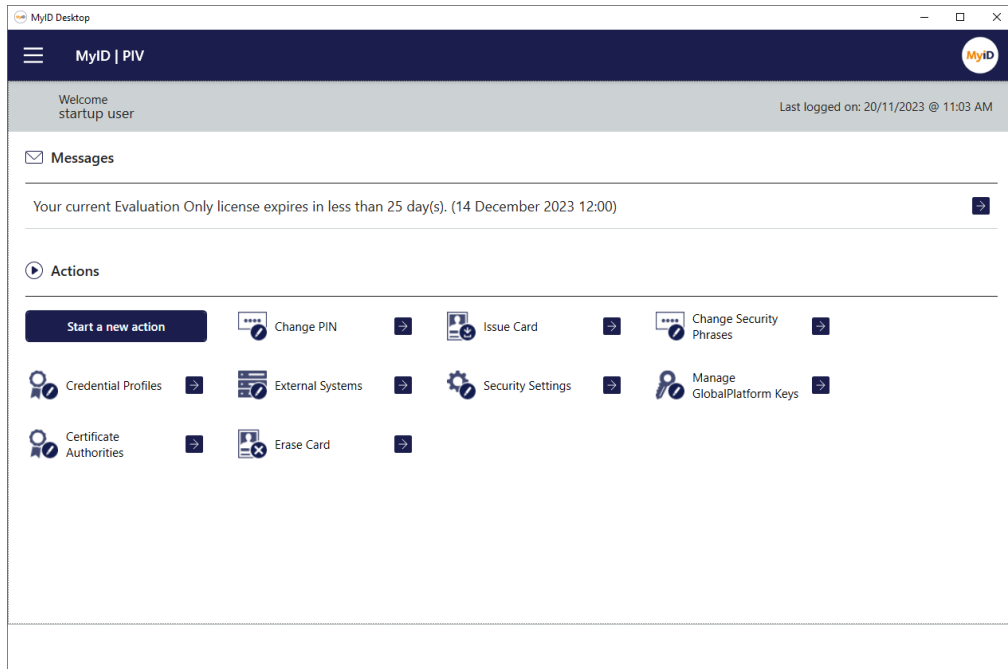 MyID Desktop
MyID | PIV
MyiD
Welcome
startup user
Last logged on: 20/11/2023 @ 11:03 AM
Messages
Your current Evaluation Only license expires in less than 25 day(s). (14 December 2023 12:00)
Actions
Start a new action
Change PIN
Issue Card
Change Security
Phrases
Credential Profiles
External Systems
Security Settings
Manage
GlobalPlatform Keys
Certificate
Authorities
Erase Card